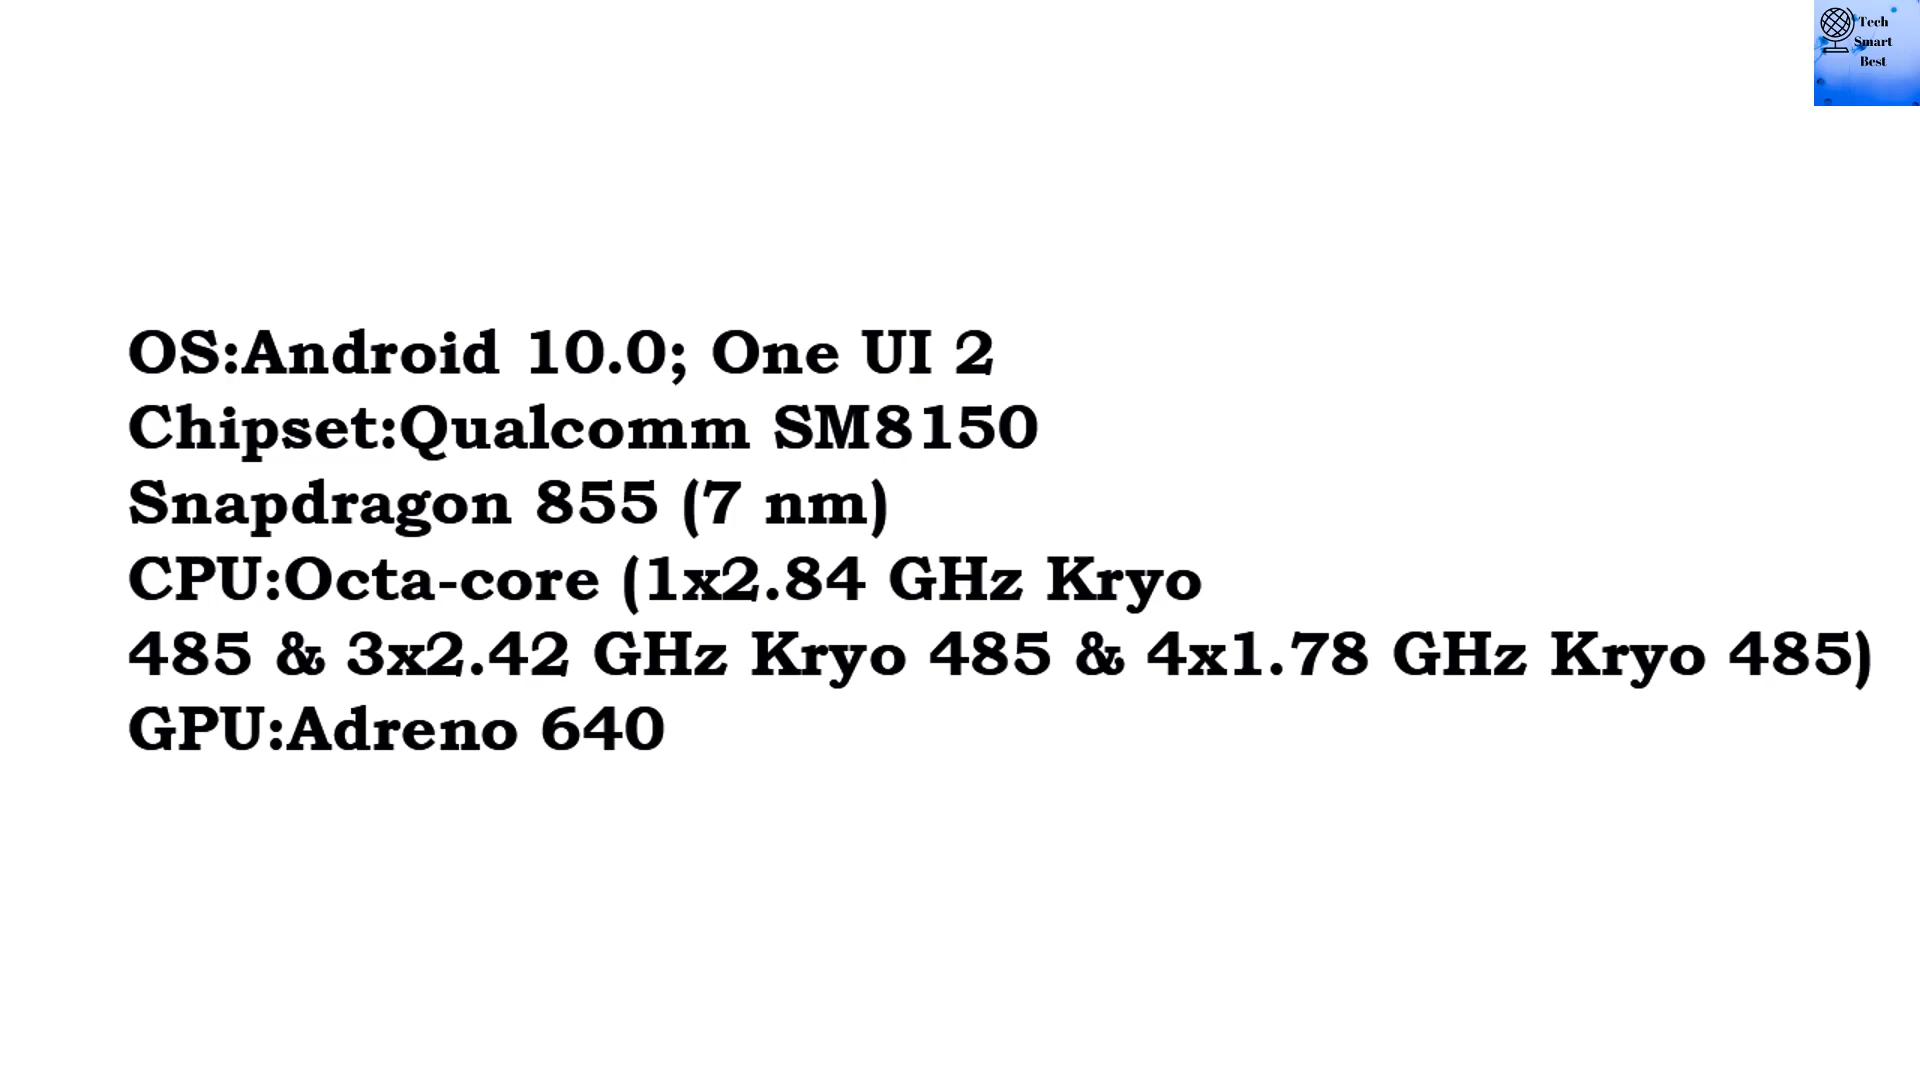 Tech
Smart
Best
OS:Android 10.0; One UI 2
Chipset:Qualcomm SM8150
Snapdragon 855 (7 nm)
CPU:Octa-core (1x2.84 GHz Kryo
485 & 3x2.42 GHz Kryo 485 & 4x1.78 GHz Kryo 485)
GPU:Adreno 640